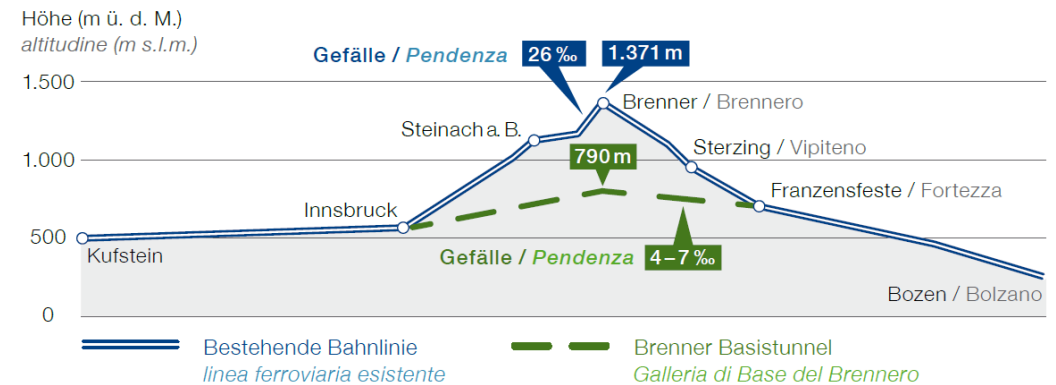 Höhe (m ü. d. M.)
altitudine (m s.l.m.)
Gefälle / Pendenza
26 ‰
1.371 m
1.500
Brenner / Brennero
Steinach a. B.
Sterzing / Vipiteno
1.000
790 m
Franzensfeste / Fortezza
Innsbruck
500
Kufstein
Gefälle / Pendenza
4 – 7 ‰
Bozen / Bolzano
0
Bestehende Bahnlinie
linea ferroviaria esistente
Brenner Basistunnel
Galleria di Base del Brennero